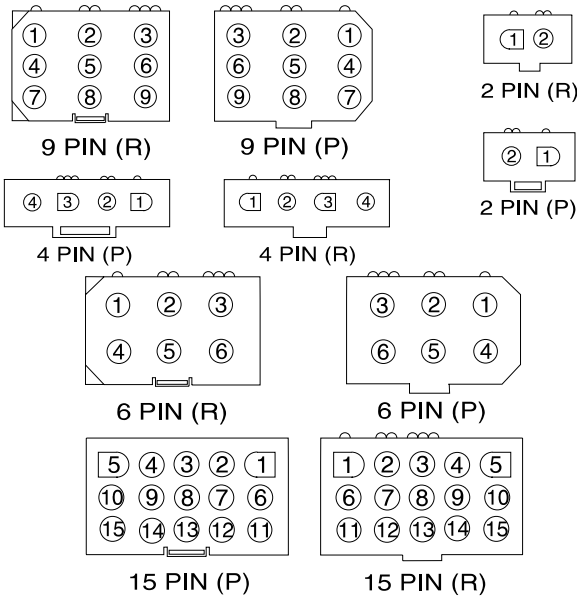 1 2 3
4 5 6
7 8 9
9 PIN (R)
3 2 1
6 5 4
9 8 7
9 PIN (P)
1 2
2 PIN (R)
2 1
2 PIN (P)
4 3 2 1
4 PIN (P)
1 2 3 4
4 PIN (R)
1 2 3
4 5 6
6 PIN (R)
3 2 1
6 5 4
6 PIN (P)
5 4 3 2 1
10 9 8 7 6
15 14 13 12 11
15 PIN (P)
1 2 3 4 5
6 7 8 9 10
11 12 13 14 15
15 PIN (R)